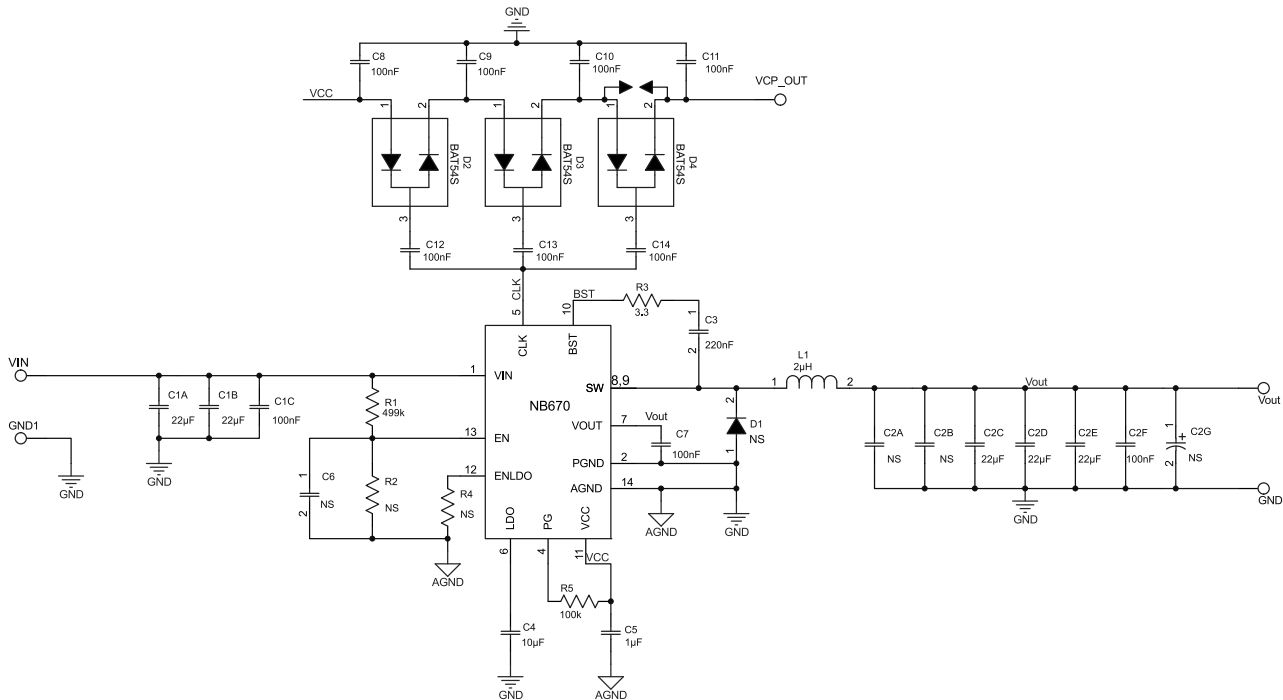 GND
C8
100nF
C9
100nF
C10
100nF
C11
100nF
VCC
VCP_OUT
1
2
1
2
1
2
D2
BAT54S
D3
BAT54S
D4
BAT54S
3
3
3
C12
100nF
C13
100nF
C14
100nF
CLK
5
BST
10
R3
3.3
1
C3
220nF
2
CLK
BST
VIN
1
VIN
SW
8,9
L1
2µH
1
2
Vout
Vout
C1A
22µF
C1B
22µF
C1C
100nF
R1
499k
NB670
GND1
GND
GND
13
EN
VOUT
7
Vout
C7
100nF
2
D1
NS
1
PGND
2
12
ENLDO
AGND
14
C6
1
2
NS
R2
NS
R4
NS
AGND
LDO
PG
VCC
6
4
11
VCC
AGND
GND
C2A
NS
C2B
NS
C2C
22µF
C2D
22µF
C2E
22µF
C2F
100nF
1
+
2
C2G
NS
GND
GND
R5
100k
C4
10µF
C5
1µF
GND
AGND